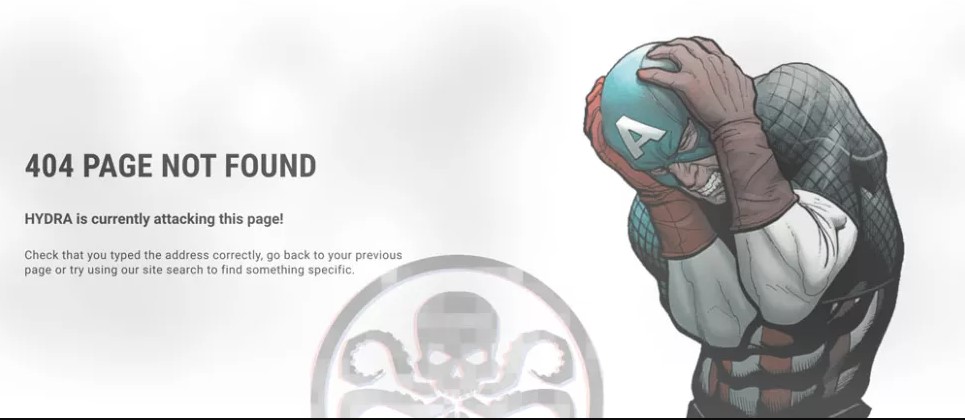 404 PAGE NOT FOUND
HYDRA is currently attacking this page!
Check that you typed the address correctly, go back to your previous
page or try using our site search to find something specific.
A